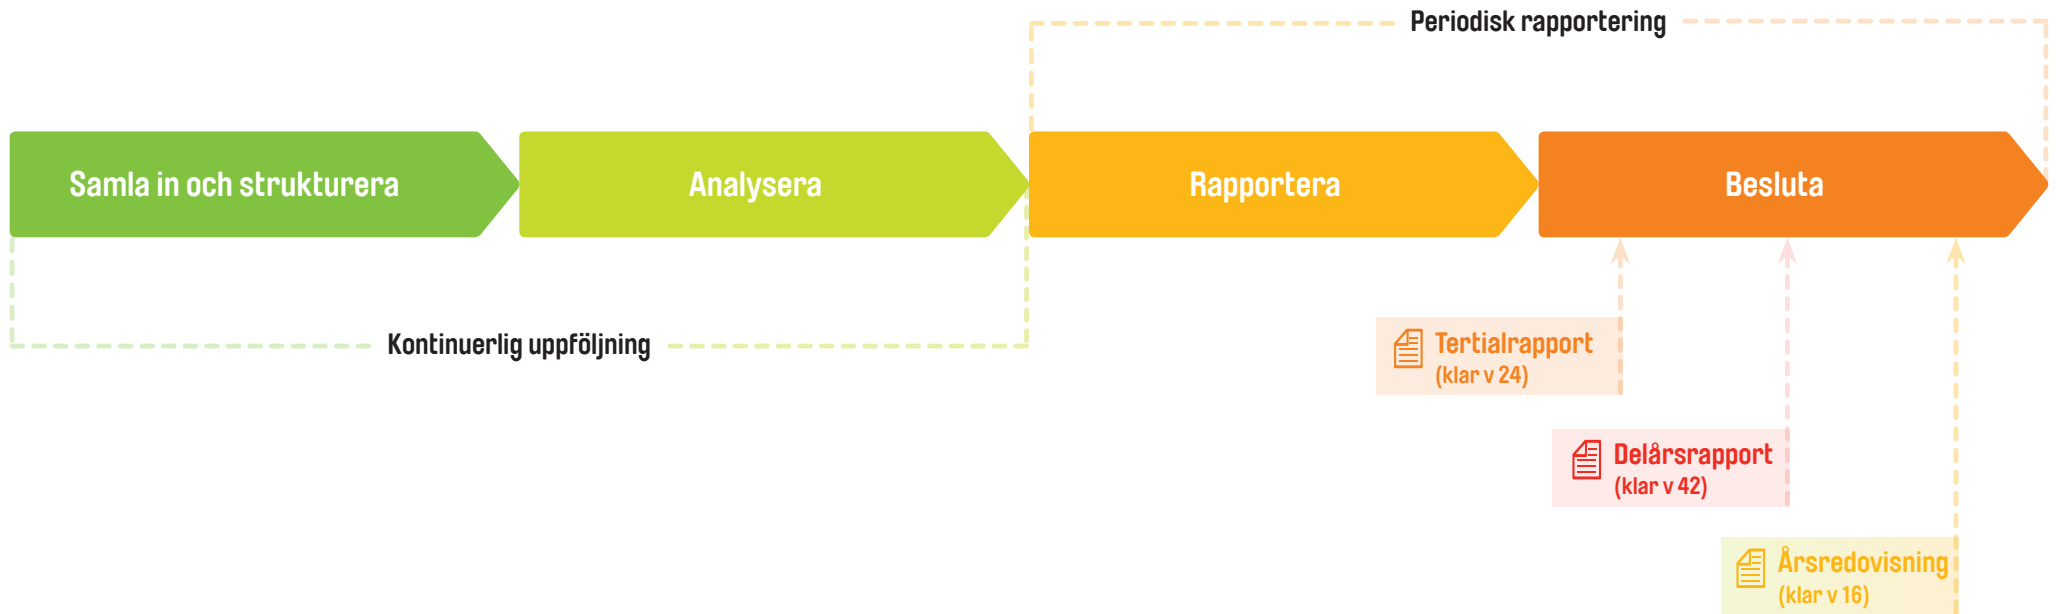 Periodisk rapportering
Samla in och strukturera
Analysera
Rapportera
Besluta
Kontinuerlig uppföljning
Tertialrapport
(klar v 24)
Delårsrapport
(klar v 42)
Årsredovisning
(klar v 16)